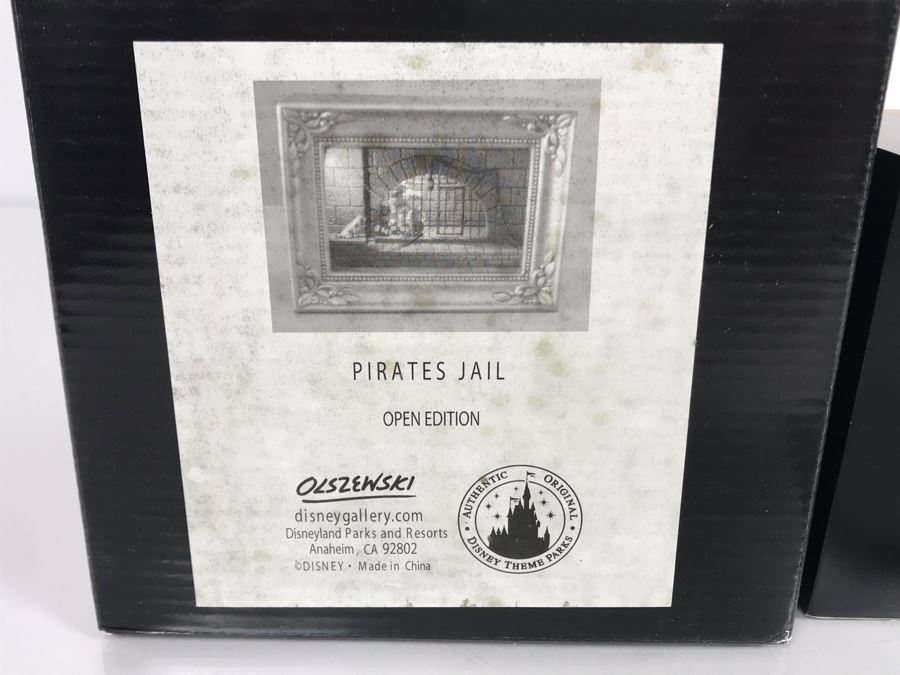 PIRATES JAIL
OPEN EDITION
OLSZEWSKI
disneygallery.com
Disneyland Parks and Resorts
Anaheim, CA 92802
©DISNEY • Made in China
• AUTHENTIC ORIGINAL •
DISNEY THEME PARKS